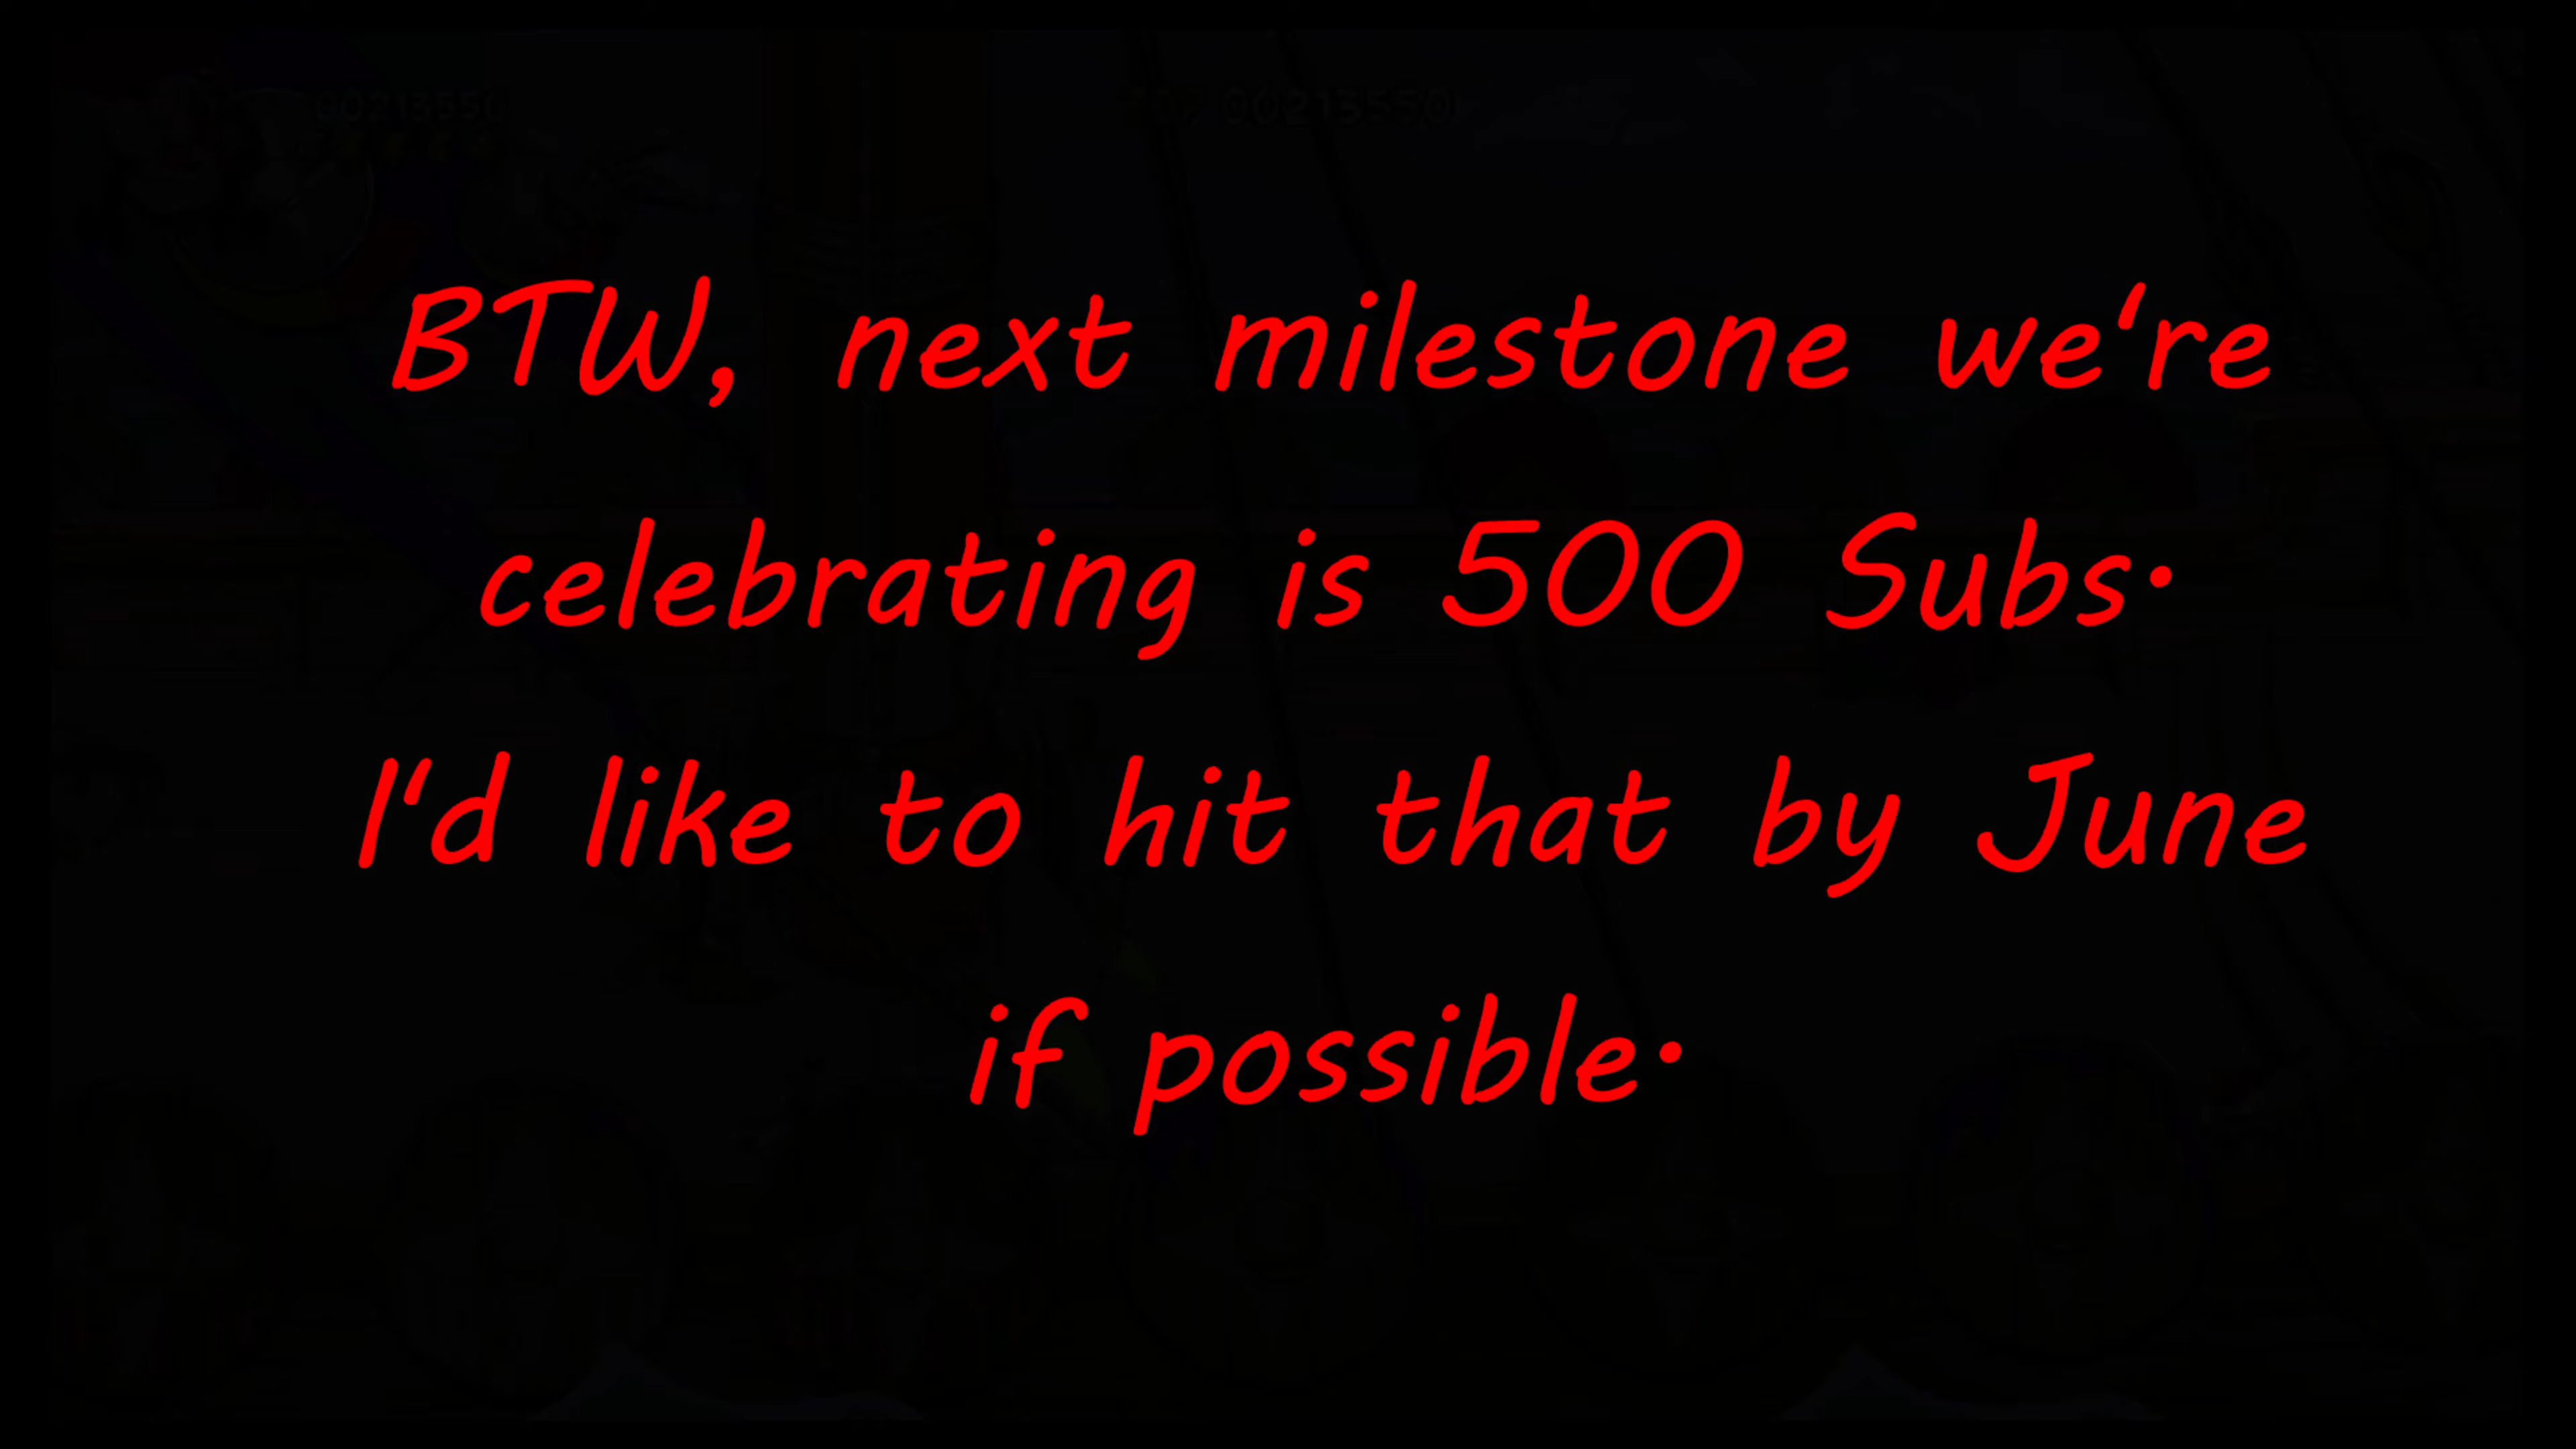 BTW, next milestone we're
celebrating is 500 Subs.
I'd like to hit that by June
if possible.